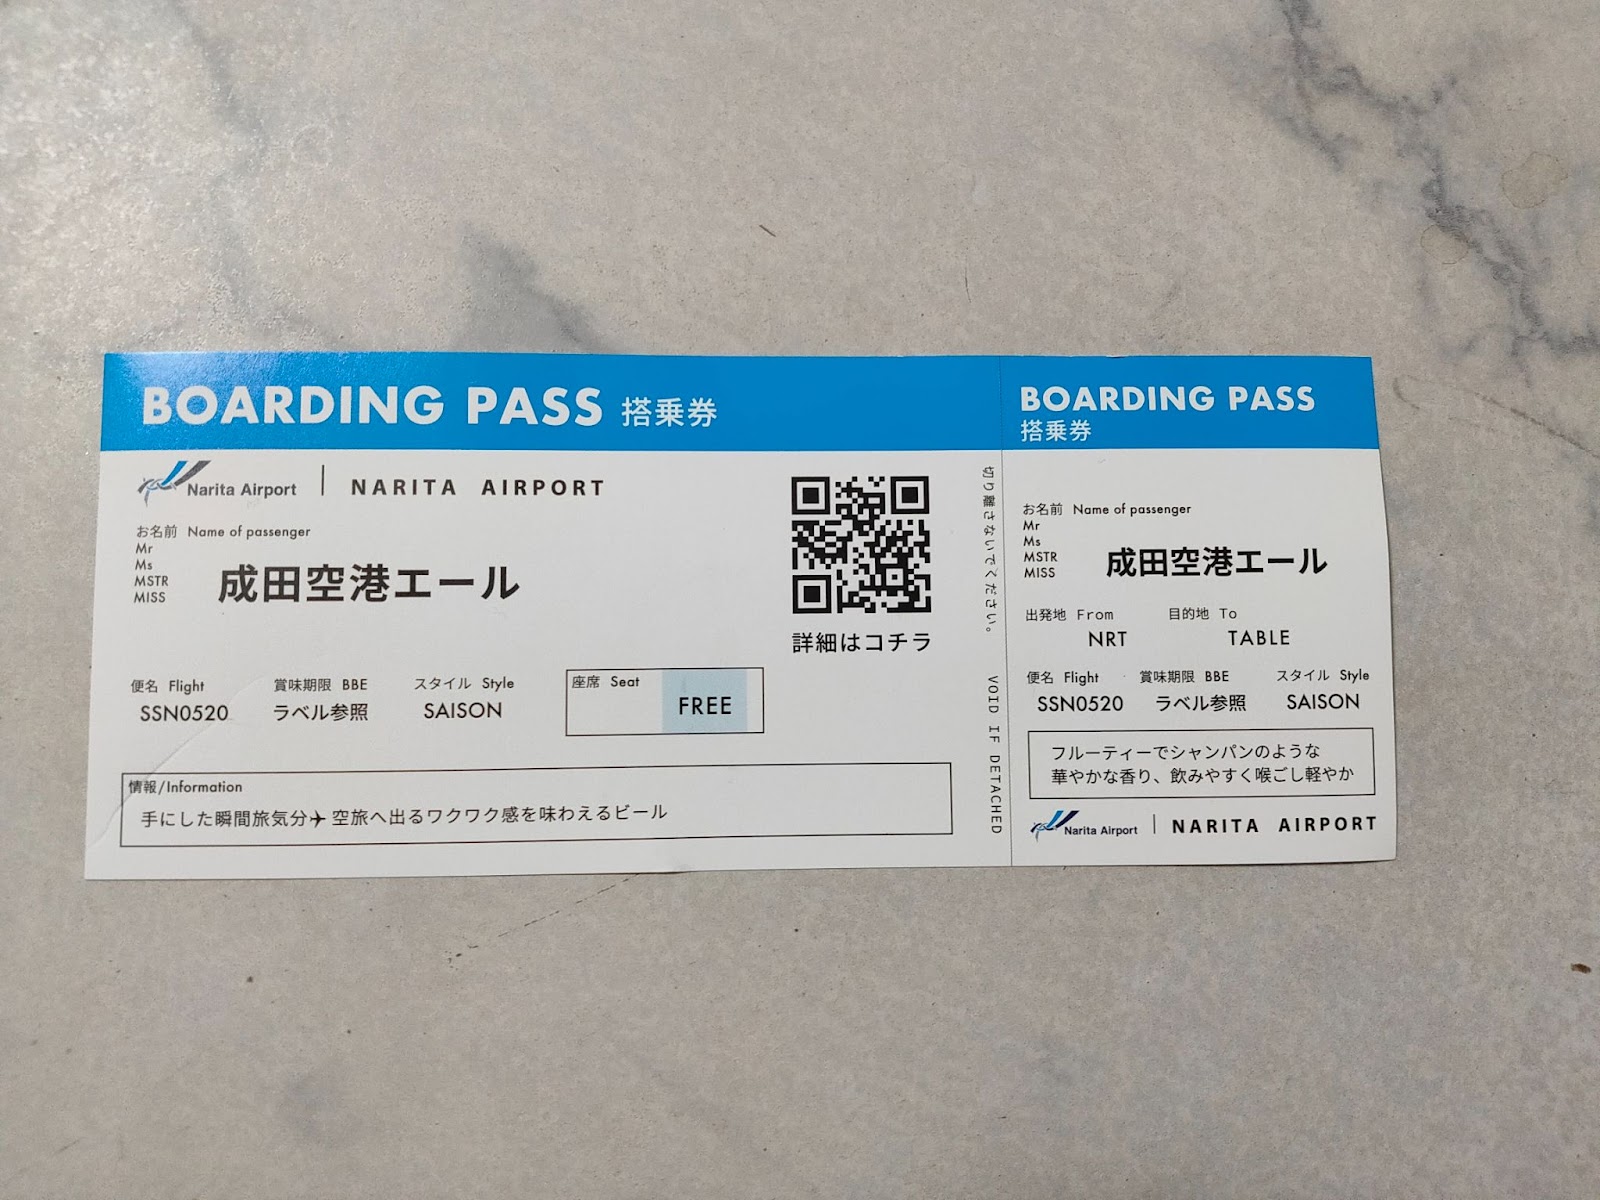 BOARDING PASS 搭乗券
Narita Airport | NARITA AIRPORT
お名前 Name of passenger
Mr
Ms
MSTR
MISS
成田空港エール
詳細はコチラ
便名 Flight 賞味期限 BBE スタイル Style 座席 Seat
SSN0520 ラベル参照 SAISON FREE
情報/Information
手にした瞬間旅気分✈空旅へ出るワクワク感を味わえるビール
切り離さないでください。 VOID IF DETACHED
BOARDING PASS
搭乗券
お名前 Name of passenger
Mr
Ms
MSTR
MISS
成田空港エール
出発地 From 目的地 To
NRT TABLE
便名 Flight 賞味期限 BBE スタイル Style
SSN0520 ラベル参照 SAISON
フルーティーでシャンパンのような
華やかな香り、飲みやすく喉ごし軽やか
Narita Airport | NARITA AIRPORT